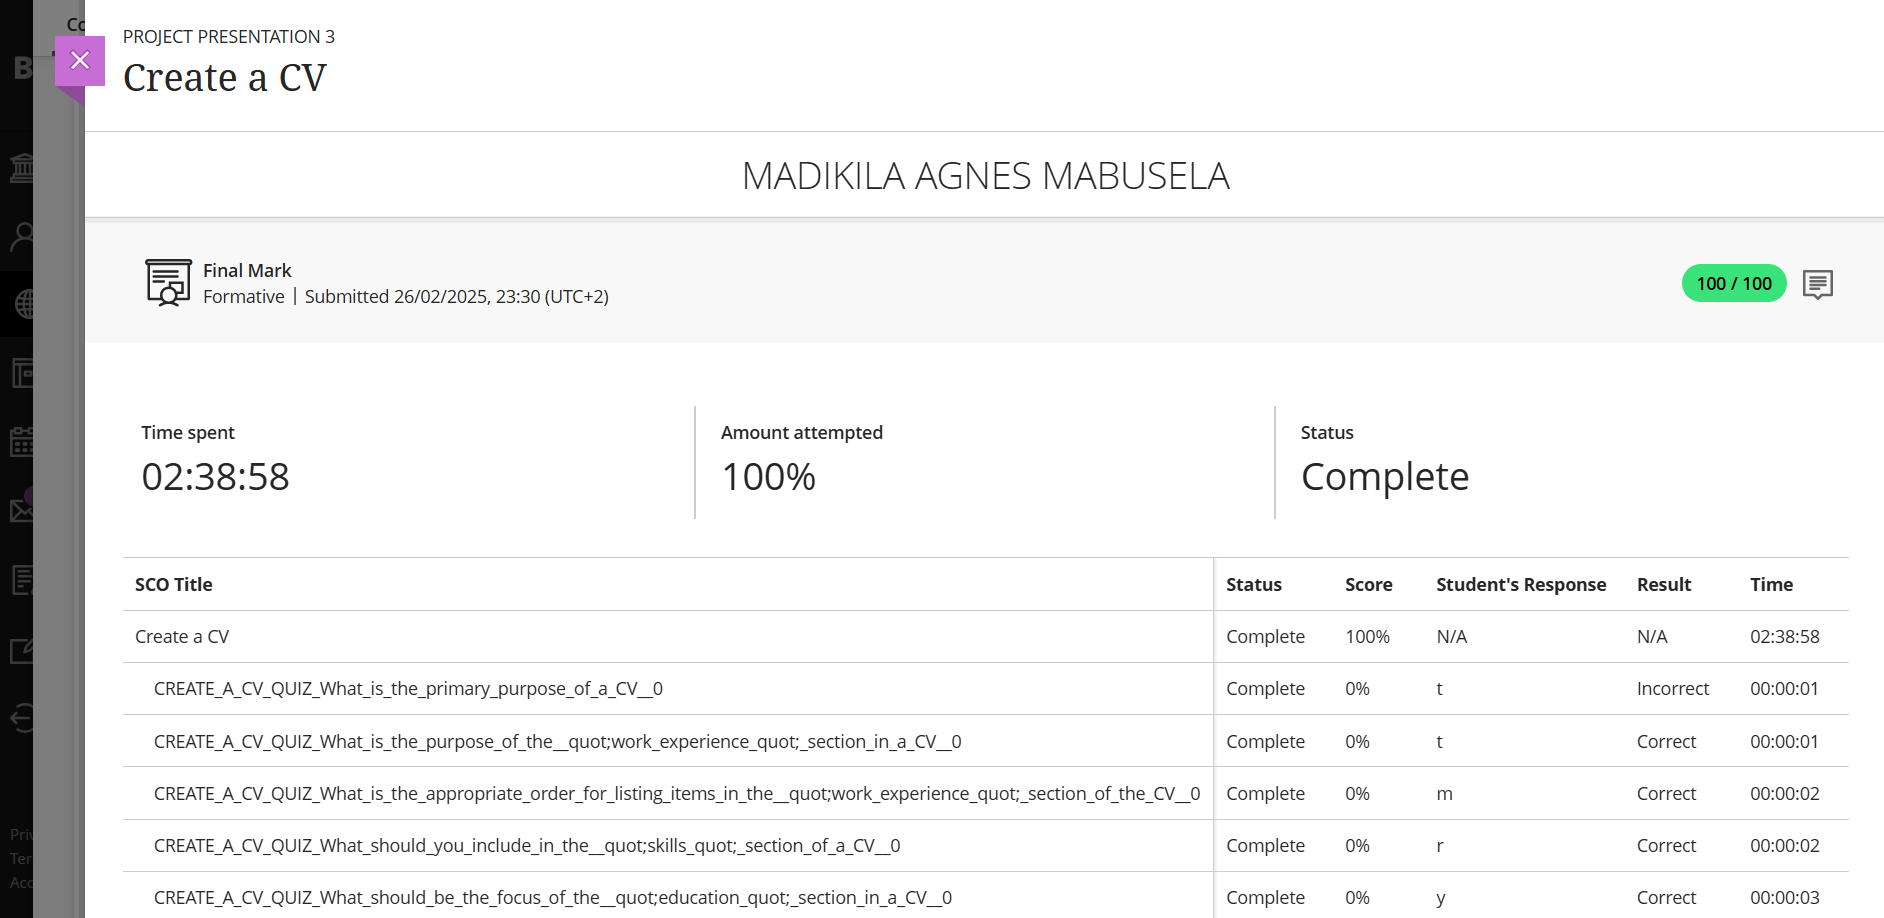 Co
B
PROJECT PRESENTATION 3
Create a CV
MADIKILA AGNES MABUSELA
Final Mark
Formative | Submitted 26/02/2025, 23:30 (UTC+2)
100 / 100
Time spent
02:38:58
Amount attempted
100%
Status
Complete
SCO Title Status Score Student's Response Result Time
Create a CV Complete 100% N/A N/A 02:38:58
CREATE_A_CV_QUIZ_What_is_the_primary_purpose_of_a_CV__0 Complete 0% t Incorrect 00:00:01
CREATE_A_CV_QUIZ_What_is_the_purpose_of_the__quot;work_experience_quot;_section_in_a_CV__0 Complete 0% t Correct 00:00:01
CREATE_A_CV_QUIZ_What_is_the_appropriate_order_for_listing_items_in_the__quot;work_experience_quot;_section_of_the_CV__0 Complete 0% m Correct 00:00:02
CREATE_A_CV_QUIZ_What_should_you_include_in_the__quot;skills_quot;_section_of_a_CV__0 Complete 0% r Correct 00:00:02
CREATE_A_CV_QUIZ_What_should_be_the_focus_of_the__quot;education_quot;_section_in_a_CV__0 Complete 0% y Correct 00:00:03
Priv
Ter
Acc